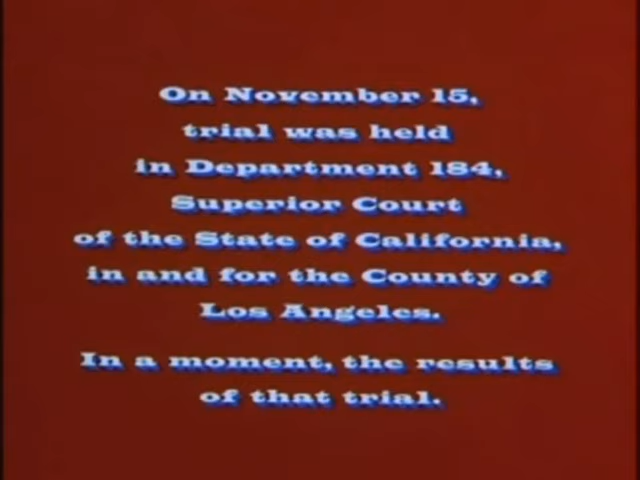 On November 15,
trial was held
in Department 184,
Superior Court
of the State of California,
in and for the County of
Los Angeles.
In a moment, the results
of that trial.